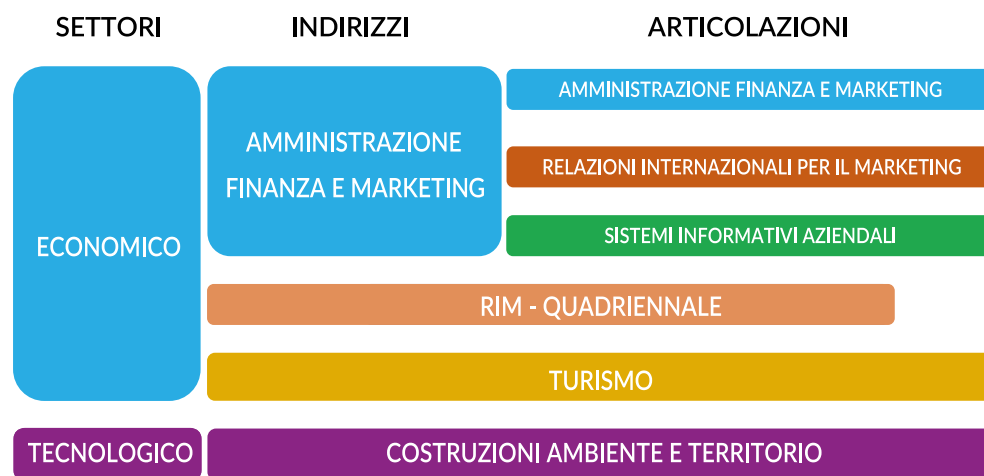 SETTORI INDIRIZZI ARTICOLAZIONI
AMMINISTRAZIONE FINANZA E MARKETING
AMMINISTRAZIONE
FINANZA E MARKETING
RELAZIONI INTERNAZIONALI PER IL MARKETING
SISTEMI INFORMATIVI AZIENDALI
ECONOMICO
RIM - QUADRIENNALE
TURISMO
TECNOLOGICO
COSTRUZIONI AMBIENTE E TERRITORIO